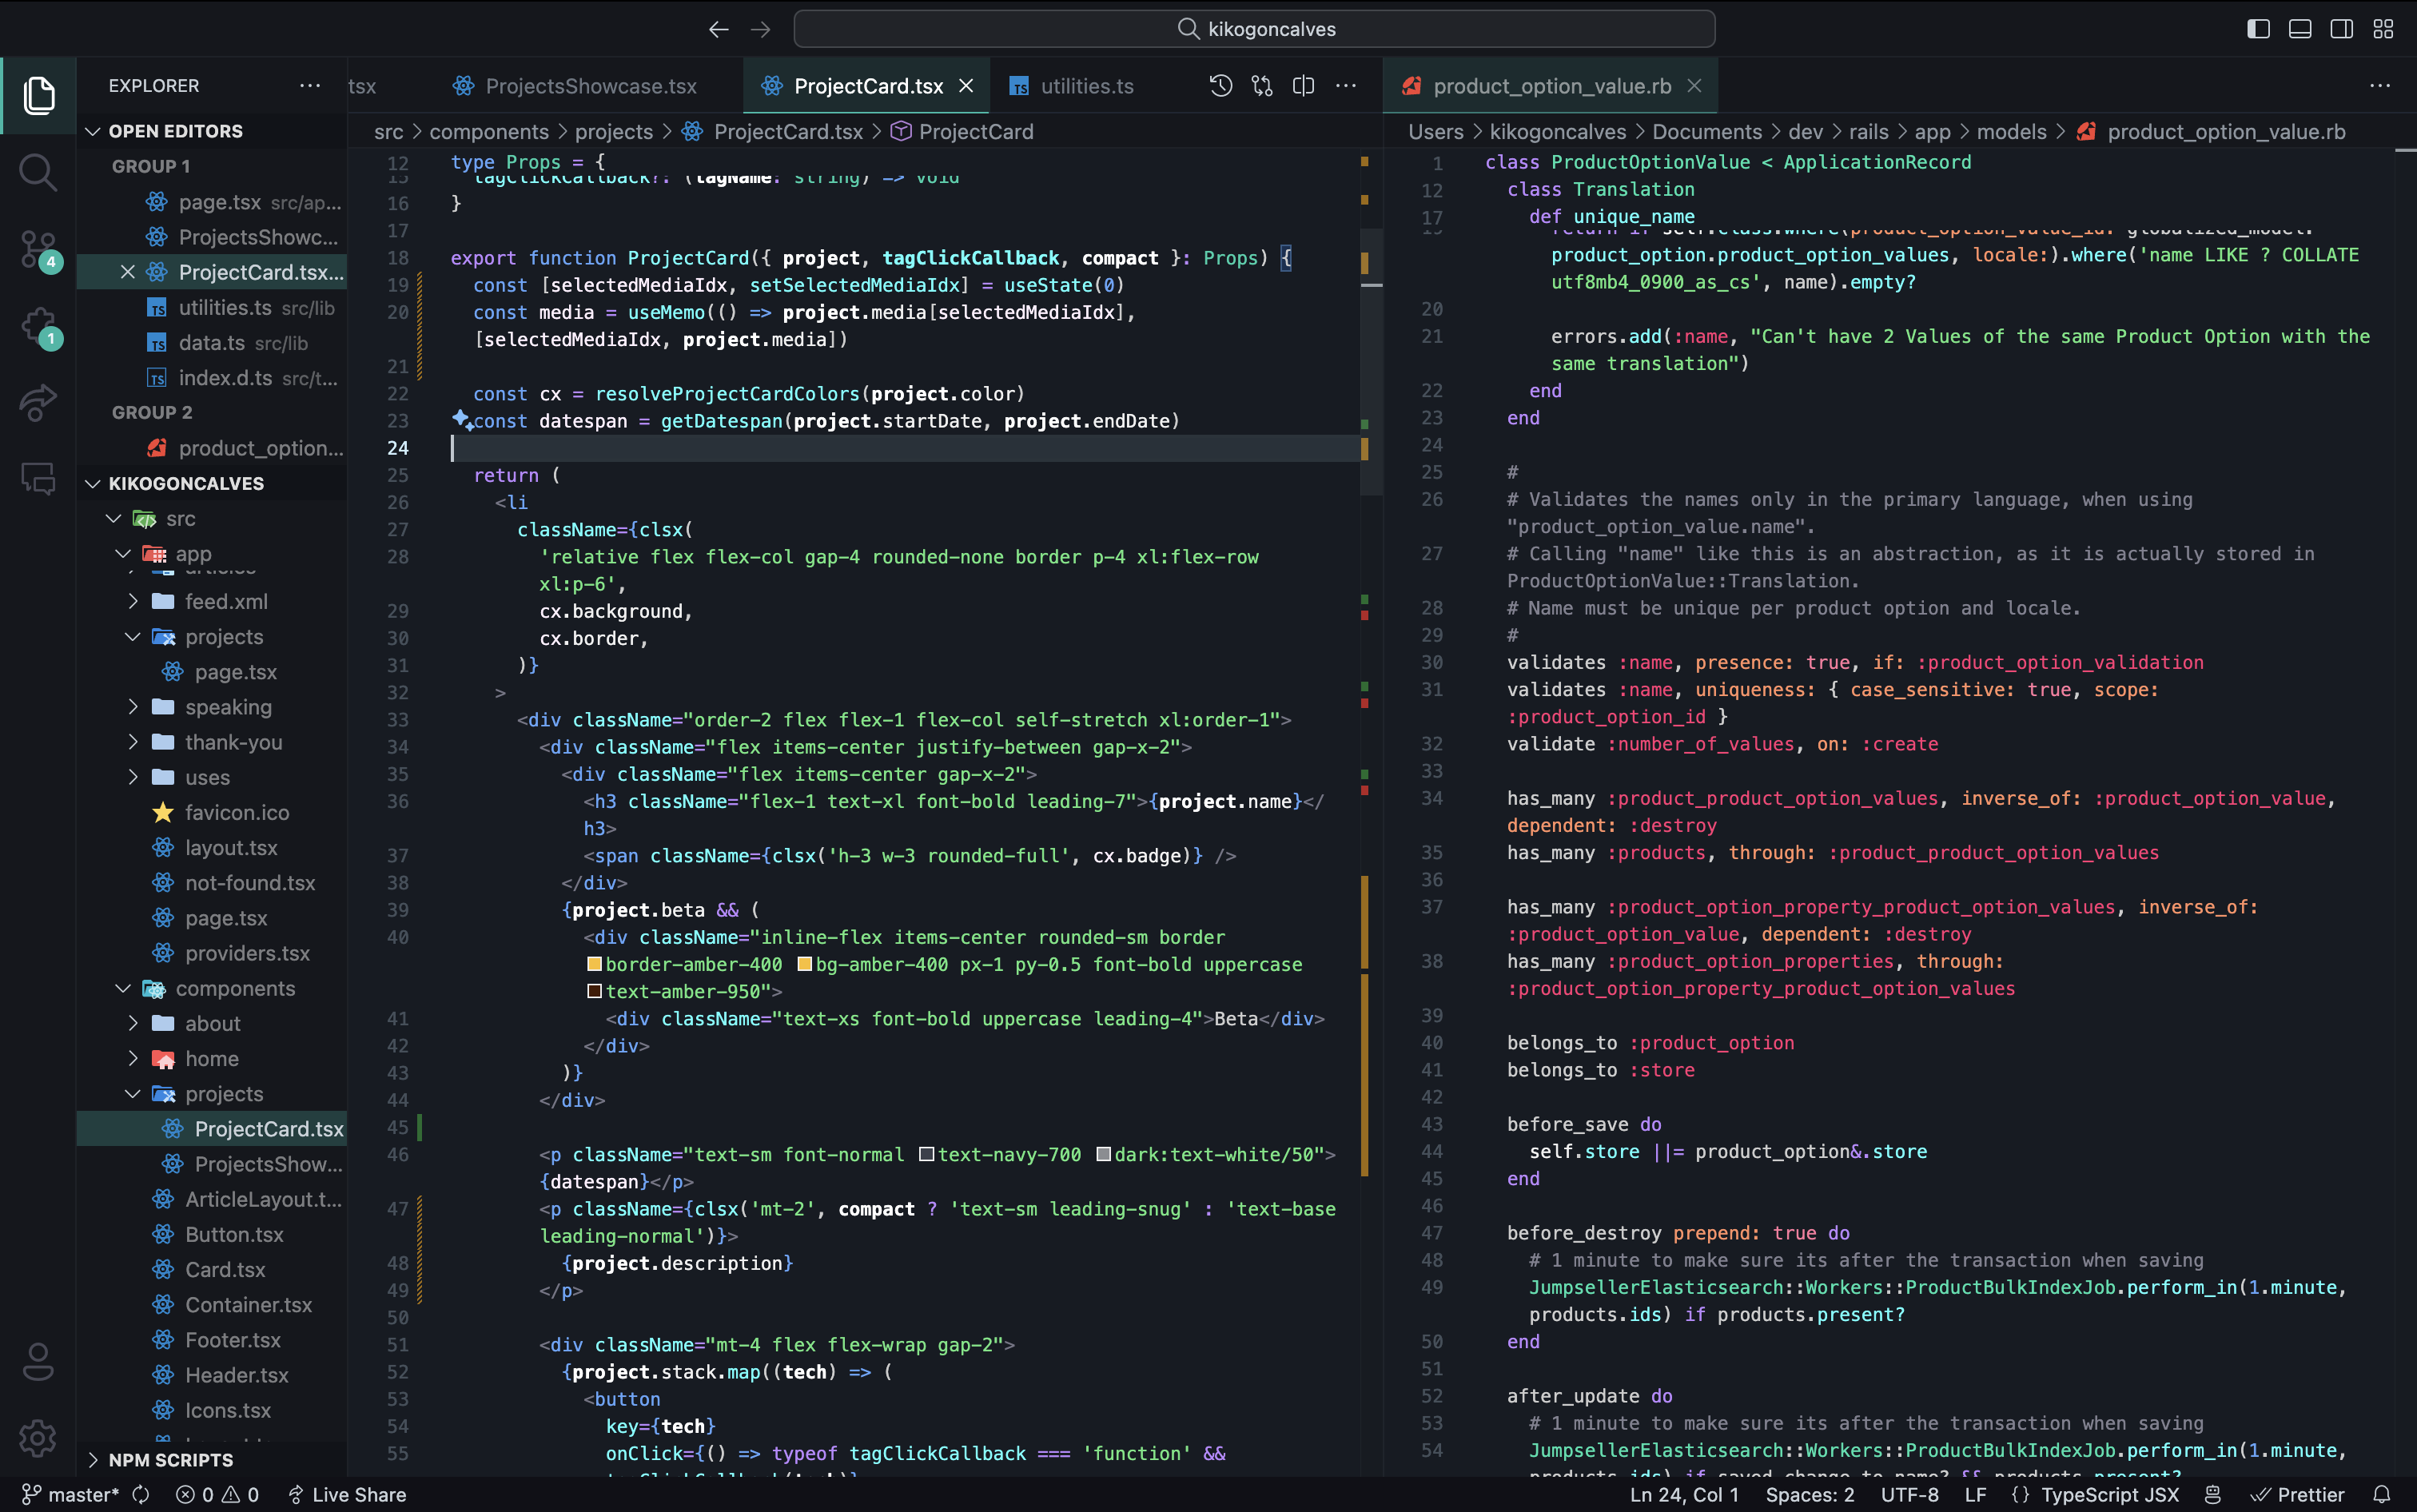 kikogoncalves
EXPLORER
OPEN EDITORS
GROUP 1
page.tsx src/ap...
ProjectsShowc...
ProjectCard.tsx...
utilities.ts src/lib
data.ts src/lib
index.d.ts src/t...
GROUP 2
product_option...
KIKOGONCALVES
src
app
feed.xml
projects
page.tsx
speaking
thank-you
uses
favicon.ico
layout.tsx
not-found.tsx
page.tsx
providers.tsx
components
about
home
projects
ProjectCard.tsx
ProjectsShow...
ArticleLayout.t...
Button.tsx
Card.tsx
Container.tsx
Footer.tsx
Header.tsx
Icons.tsx
NPM SCRIPTS
4
1
tsx
ProjectsShowcase.tsx
ProjectCard.tsx
utilities.ts
src > components > projects > ProjectCard.tsx > ProjectCard
12 type Props = {
15 tagClickCallback?: (tagName: string) => void
16 }
17
18 export function ProjectCard({ project, tagClickCallback, compact }: Props) {
19 const [selectedMediaIdx, setSelectedMediaIdx] = useState(0)
20 const media = useMemo(() => project.media[selectedMediaIdx],
[selectedMediaIdx, project.media])
21
22 const cx = resolveProjectCardColors(project.color)
23 const datespan = getDatespan(project.startDate, project.endDate)
24
25 return (
26 <li
27 className={clsx(
28 'relative flex flex-col gap-4 rounded-none border p-4 xl:flex-row
xl:p-6',
29 cx.background,
30 cx.border,
31 )}
32 >
33 <div className="order-2 flex flex-1 flex-col self-stretch xl:order-1">
34 <div className="flex items-center justify-between gap-x-2">
35 <div className="flex items-center gap-x-2">
36 <h3 className="flex-1 text-xl font-bold leading-7">{project.name}</
h3>
37 <span className={clsx('h-3 w-3 rounded-full', cx.badge)} />
38 </div>
39 {project.beta && (
40 <div className="inline-flex items-center rounded-sm border
border-amber-400 bg-amber-400 px-1 py-0.5 font-bold uppercase
text-amber-950">
41 <div className="text-xs font-bold uppercase leading-4">Beta</div>
42 </div>
43 )}
44 </div>
45
46 <p className="text-sm font-normal text-navy-700 dark:text-white/50">
{datespan}</p>
47 <p className={clsx('mt-2', compact ? 'text-sm leading-snug' : 'text-base
leading-normal')}>
48 {project.description}
49 </p>
50
51 <div className="mt-4 flex flex-wrap gap-2">
52 {project.stack.map((tech) => (
53 <button
54 key={tech}
55 onClick={() => typeof tagClickCallback === 'function' &&
product_option_value.rb
Users > kikogoncalves > Documents > dev > rails > app > models > product_option_value.rb
1 class ProductOptionValue < ApplicationRecord
12 class Translation
17 def unique_name
19 return if self.class.where(product_option_value_id: globalized_model.
product_option.product_option_values, locale:).where('name LIKE ? COLLATE
utf8mb4_0900_as_cs', name).empty?
20
21 errors.add(:name, "Can't have 2 Values of the same Product Option with the
same translation")
22 end
23 end
24
25 #
26 # Validates the names only in the primary language, when using
"product_option_value.name".
27 # Calling "name" like this is an abstraction, as it is actually stored in
ProductOptionValue::Translation.
28 # Name must be unique per product option and locale.
29 #
30 validates :name, presence: true, if: :product_option_validation
31 validates :name, uniqueness: { case_sensitive: true, scope:
:product_option_id }
32 validate :number_of_values, on: :create
33
34 has_many :product_product_option_values, inverse_of: :product_option_value,
dependent: :destroy
35 has_many :products, through: :product_product_option_values
36
37 has_many :product_option_property_product_option_values, inverse_of:
:product_option_value, dependent: :destroy
38 has_many :product_option_properties, through:
:product_option_property_product_option_values
39
40 belongs_to :product_option
41 belongs_to :store
42
43 before_save do
44 self.store ||= product_option&.store
45 end
46
47 before_destroy prepend: true do
48 # 1 minute to make sure its after the transaction when saving
49 JumpsellerElasticsearch::Workers::ProductBulkIndexJob.perform_in(1.minute,
products.ids) if products.present?
50 end
51
52 after_update do
53 # 1 minute to make sure its after the transaction when saving
54 JumpsellerElasticsearch::Workers::ProductBulkIndexJob.perform_in(1.minute,
products.ids) if saved_change_to_name? && products.present?
master*
0
0
Live Share
Ln 24, Col 1
Spaces: 2
UTF-8
LF
{} TypeScript JSX
Prettier